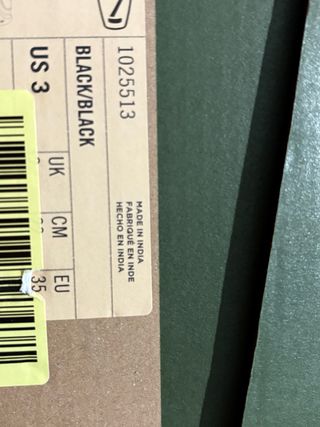 1025513
BLACK/BLACK
US 3
UK
CM
EU
35
MADE IN INDIA
FABRIQUÉ EN INDE
HECHO EN INDIA